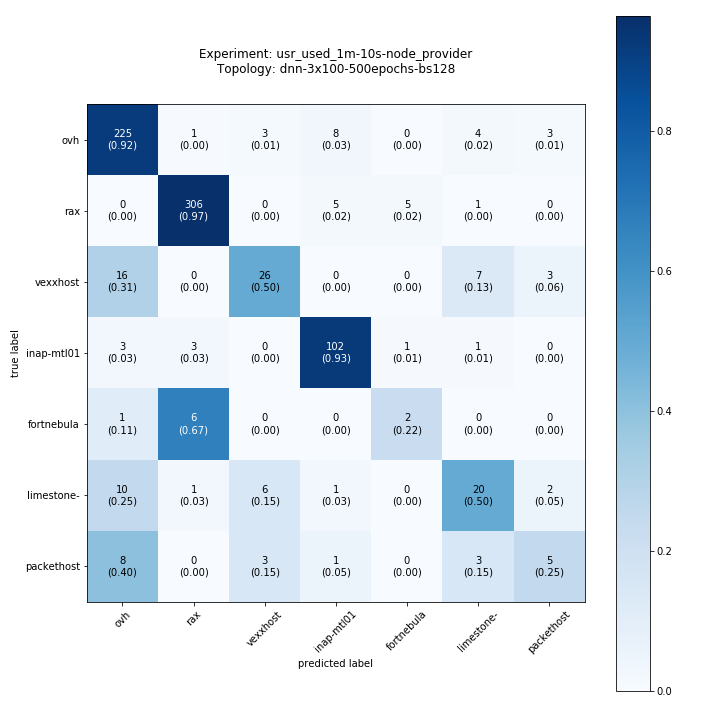 Experiment: usr_used_1m-10s-node_provider
Topology: dnn-3x100-500epochs-bs128
ovh
225 1 3 8 0 4 3
(0.92) (0.00) (0.01) (0.03) (0.00) (0.02) (0.01)
rax
0 306 0 5 5 1 0
(0.00) (0.97) (0.00) (0.02) (0.02) (0.00) (0.00)
vexxhost
16 0 26 0 0 7 3
(0.31) (0.00) (0.50) (0.00) (0.00) (0.13) (0.06)
inap-mtl01
3 3 0 102 1 1 0
(0.03) (0.03) (0.00) (0.93) (0.01) (0.01) (0.00)
fortnebula
1 6 0 0 2 0 0
(0.11) (0.67) (0.00) (0.00) (0.22) (0.00) (0.00)
limestone-
10 1 6 1 0 20 2
(0.25) (0.03) (0.15) (0.03) (0.00) (0.50) (0.05)
packethost
8 0 3 1 0 3 5
(0.40) (0.00) (0.15) (0.05) (0.00) (0.15) (0.25)
true label
ovh rax vexxhost inap-mtl01 fortnebula limestone- packethost
predicted label
0.8
0.6
0.4
0.2
0.0